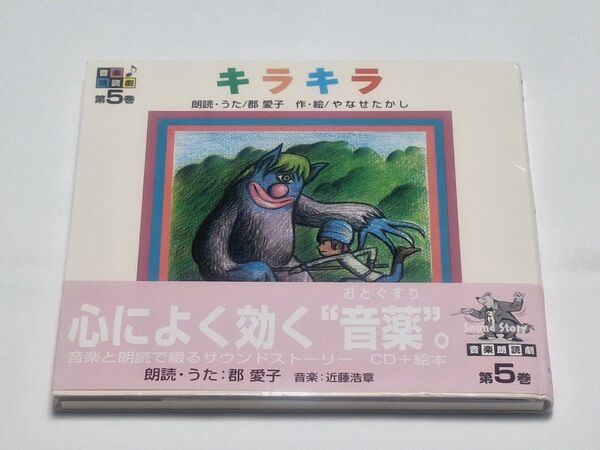 音楽
朗読劇
第5巻
キラキラ
朗読・うた/郡 愛子 作・絵/やなせたかし
おとぐすり
心によく効く“音薬”。
音楽と朗読で綴るサウンドストーリー CD+絵本
朗読・うた：郡 愛子 音楽：近藤浩章
Sound Story
音楽朗読劇
第5巻